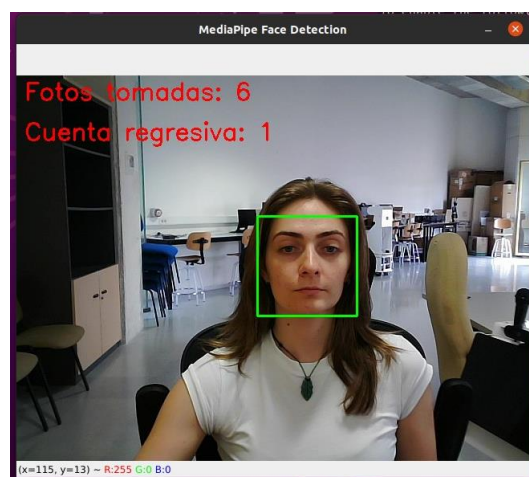 MediaPipe Face Detection
Fotos tomadas: 6
Cuenta regresiva: 1
(x=115, y=13) ~ R:255 G:0 B:0